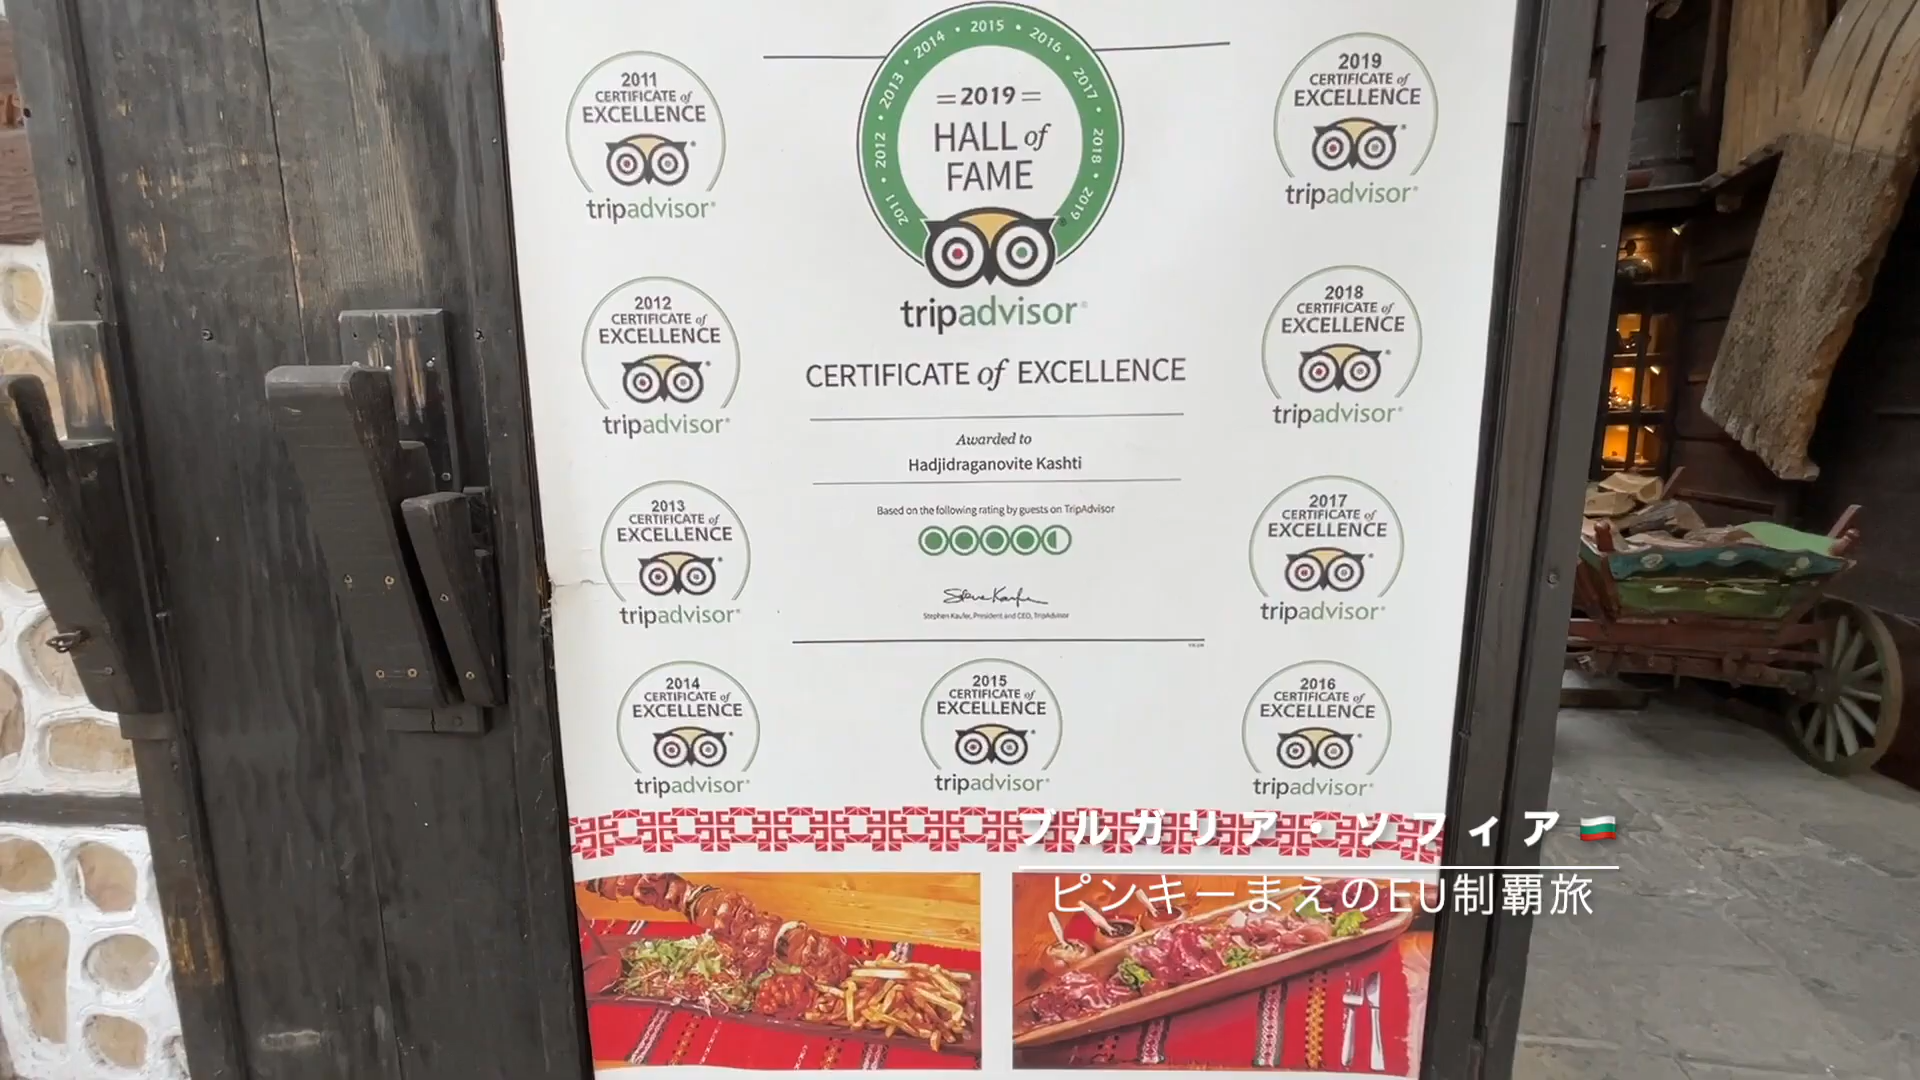 2011
CERTIFICATE of
EXCELLENCE
tripadvisor®
2012
CERTIFICATE of
EXCELLENCE
tripadvisor®
2013
CERTIFICATE of
EXCELLENCE
tripadvisor®
2014
CERTIFICATE of
EXCELLENCE
tripadvisor®
2011 • 2012 • 2013 • 2014 • 2015 • 2016 • 2017 • 2018 • 2019
2019
HALL of
FAME
tripadvisor®
CERTIFICATE of EXCELLENCE
Awarded to
Hadjidraganovite Kashti
Based on the following rating by guests on TripAdvisor
Stephen Kaufer, President and CEO, TripAdvisor
2015
CERTIFICATE of
EXCELLENCE
tripadvisor®
2019
CERTIFICATE of
EXCELLENCE
tripadvisor®
2018
CERTIFICATE of
EXCELLENCE
tripadvisor®
2017
CERTIFICATE of
EXCELLENCE
tripadvisor®
2016
CERTIFICATE of
EXCELLENCE
tripadvisor®
ブルガリア・ソフィア🇧🇬
ピンキーまえのEU制覇旅